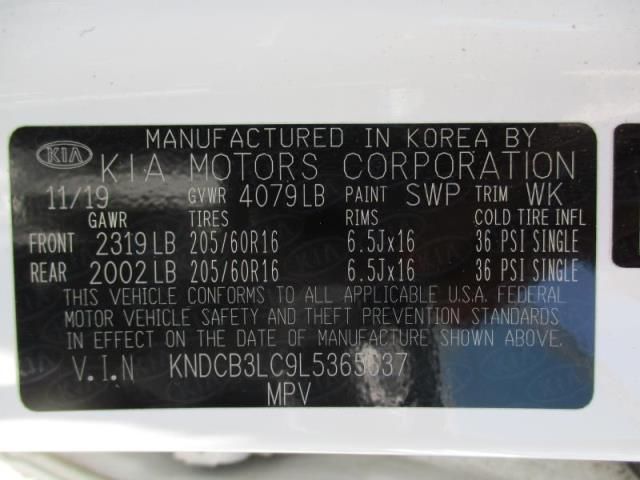 KIA
MANUFACTURED IN KOREA BY
KIA MOTORS CORPORATION
11/19 GVWR 4079LB PAINT SWP TRIM WK
GAWR TIRES RIMS COLD TIRE INFL
FRONT 2319LB 205/60R16 6.5Jx16 36 PSI SINGLE
REAR 2002LB 205/60R16 6.5Jx16 36 PSI SINGLE
THIS VEHICLE CONFORMS TO ALL APPLICABLE U.S.A. FEDERAL
MOTOR VEHICLE SAFETY AND THEFT PREVENTION STANDARDS
IN EFFECT ON THE DATE OF MANUFACTURE SHOWN ABOVE.
V.I.N KNDCB3LC9L5365637
MPV